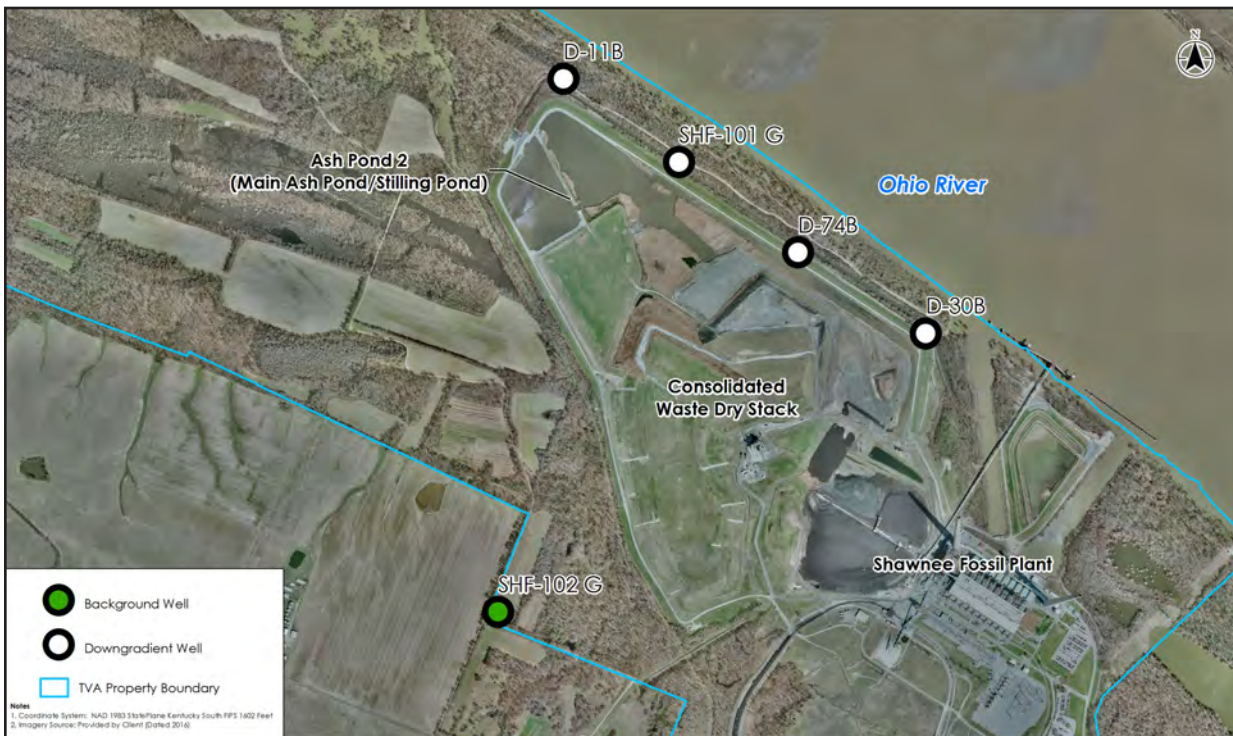 D-11B
N
SHF-101 G
Ash Pond 2
(Main Ash Pond/Stilling Pond)
Ohio River
D-74B
D-30B
Consolidated
Waste Dry Stack
Shawnee Fossil Plant
SHF-102 G
Background Well
Downgradient Well
TVA Property Boundary
Notes
1. Coordinate System: NAD 1983 StatePlane Kentucky South FIPS 1602 Feet
2. Imagery Source: Provided by Client (Dated 2016)